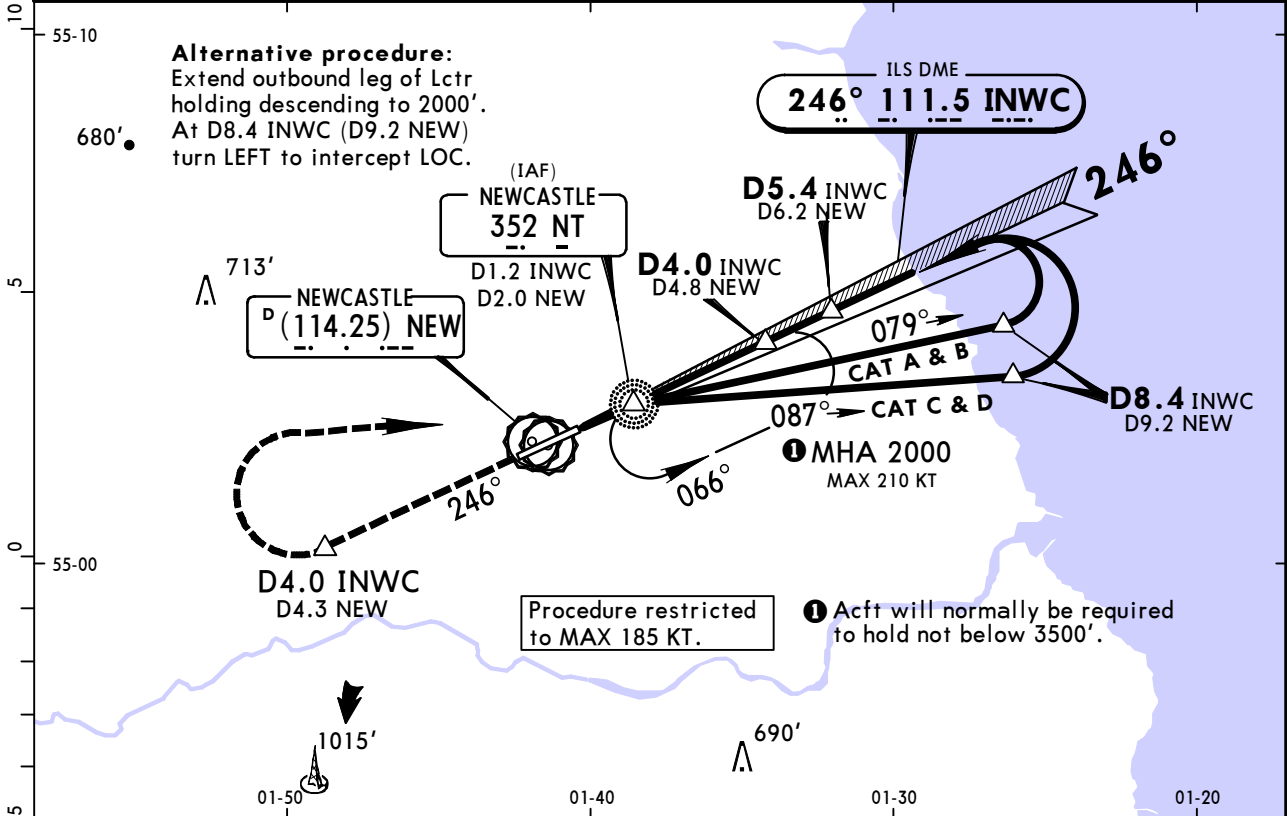 10
55-10
Alternative procedure:
Extend outbound leg of Lctr
holding descending to 2000'.
At D8.4 INWC (D9.2 NEW)
turn LEFT to intercept LOC.
680'
ILS DME
246° 111.5 INWC
246°
(IAF)
NEWCASTLE
352 NT
D1.2 INWC
D2.0 NEW
D5.4 INWC
D6.2 NEW
D4.0 INWC
D4.8 NEW
713'
5
NEWCASTLE
D (114.25) NEW
079°
CAT A & B
087°
CAT C & D
D8.4 INWC
D9.2 NEW
1 MHA 2000
MAX 210 KT
066°
246°
0
55-00
D4.0 INWC
D4.3 NEW
Procedure restricted
to MAX 185 KT.
1 Acft will normally be required
to hold not below 3500'.
1015'
690'
5
01-50
01-40
01-30
01-20